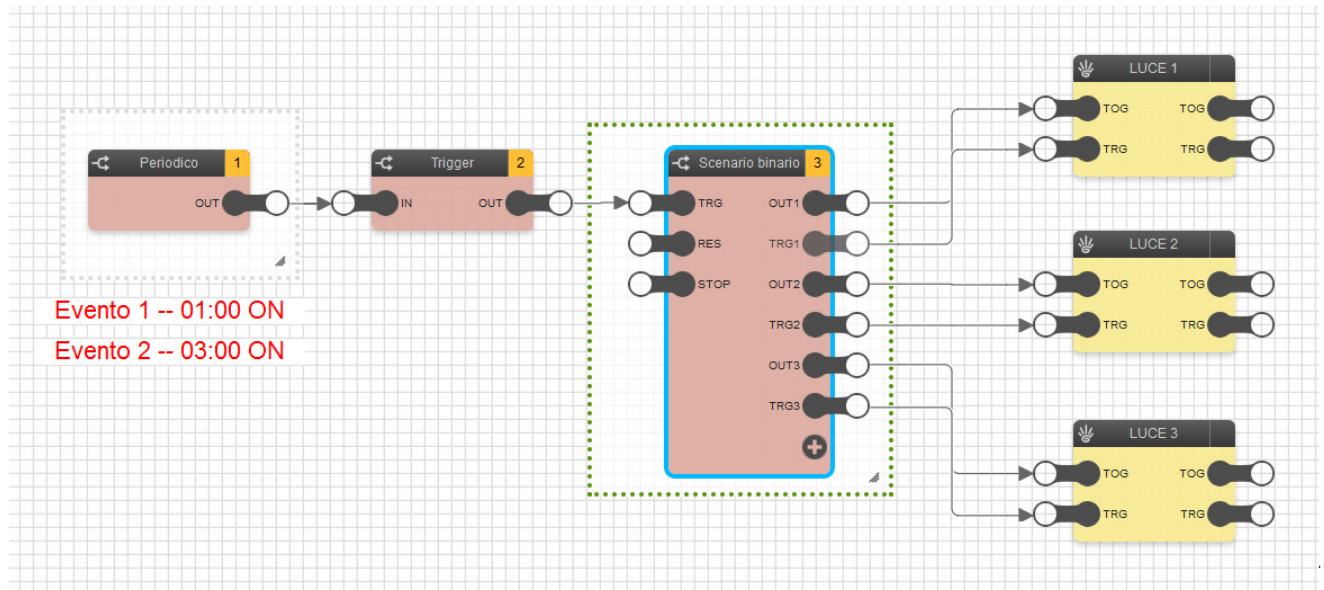 Periodico 1
OUT
Evento 1 -- 01:00 ON
Evento 2 -- 03:00 ON
Trigger 2
IN OUT
Scenario binario 3
TRG OUT1
RES TRG1
STOP OUT2
TRG2
OUT3
TRG3
LUCE 1
TOG TOG
TRG TRG
LUCE 2
TOG TOG
TRG TRG
LUCE 3
TOG TOG
TRG TRG